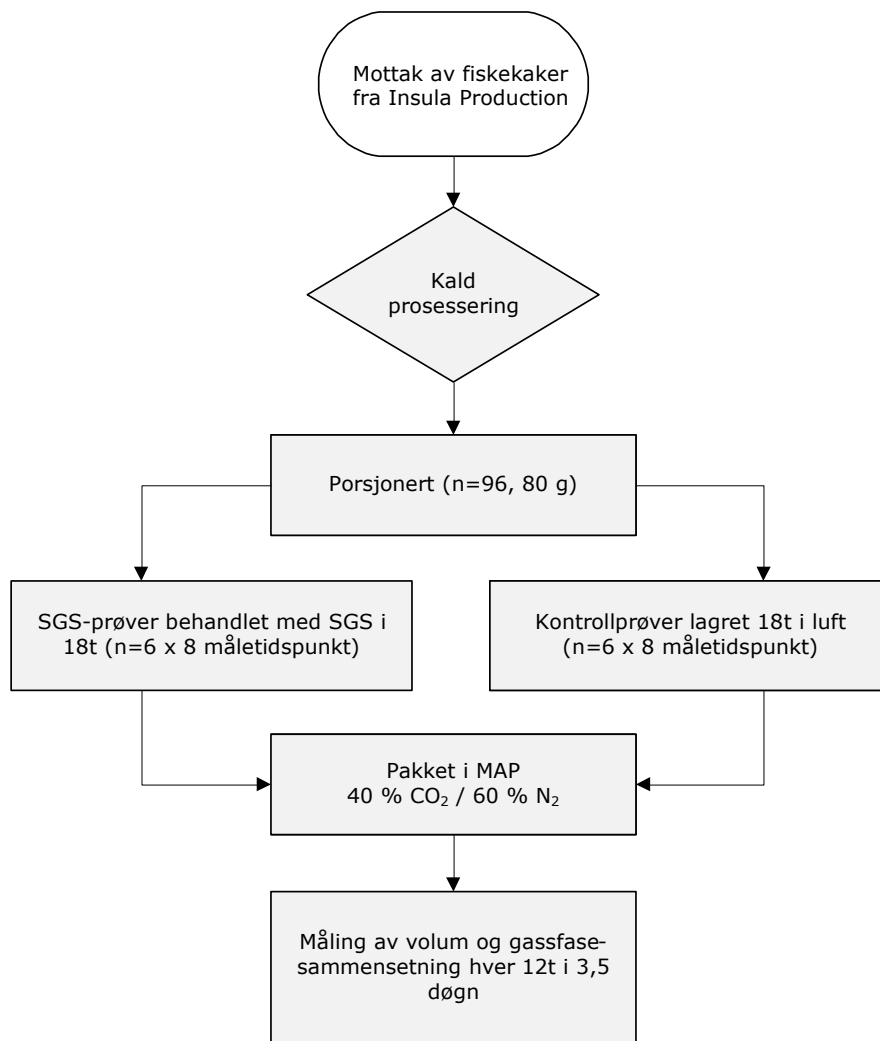 Mottak av fiskekaker
fra Insula Production
Kald
prosessering
Porsjonert (n=96, 80 g)
SGS-prøver behandlet med SGS i
18t (n=6 x 8 måletidspunkt)
Kontrollprøver lagret 18t i luft
(n=6 x 8 måletidspunkt)
Pakket i MAP
40 % CO₂ / 60 % N₂
Måling av volum og gassfase-
sammensetning hver 12t i 3,5
døgn